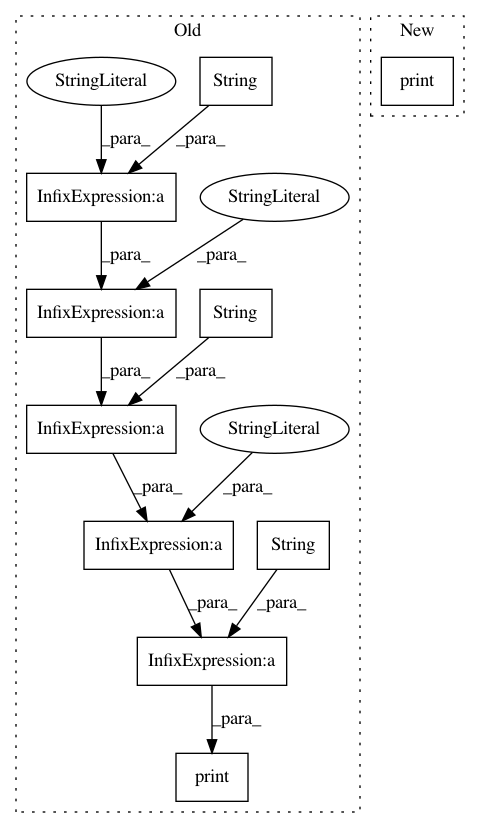 Old
New
StringLiteral
String
print
_para_
_para_
InfixExpression:a
StringLiteral
_para_
_para_
InfixExpression:a
String
_para_
_para_
InfixExpression:a
StringLiteral
_para_
_para_
InfixExpression:a
String
_para_
_para_
InfixExpression:a
_para_
print